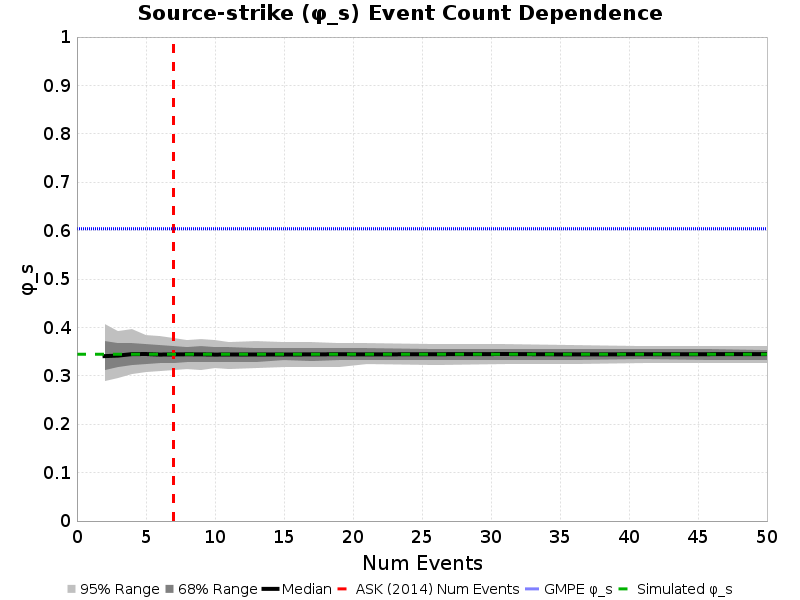 Source-strike (φ_s) Event Count Dependence
1
0.9
0.8
0.7
0.6
0.5
0.4
0.3
0.2
0.1
0
φ_s
0 5 10 15 20 25 30 35 40 45 50
Num Events
95% Range 68% Range Median ASK (2014) Num Events GMPE φ_s Simulated φ_s